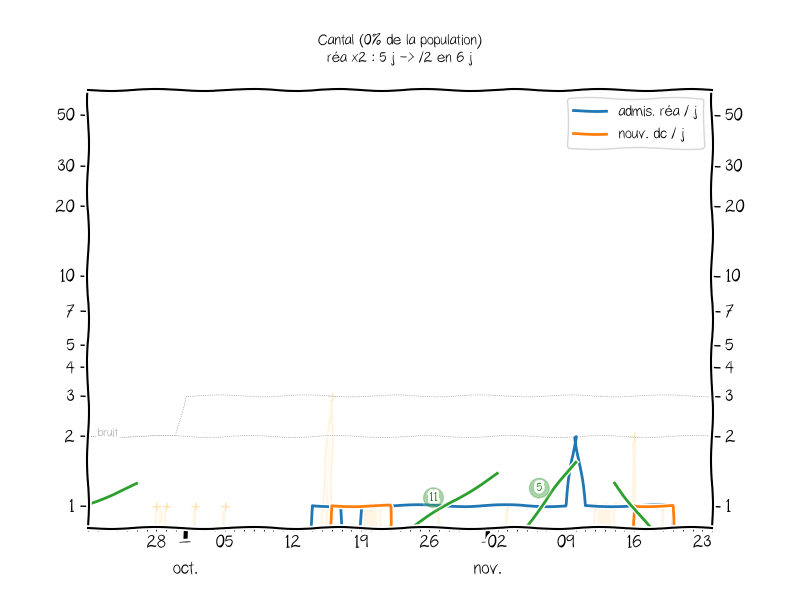 Cantal (0% de la population)
réa x2 : 5 j -> /2 en 6 j
admis. réa / j
nouv. dc / j
50 50
30 30
20 20
10 10
7 7
5 5
4 4
3 3
bruit
2 2
11 5
1 1
28 05 12 19 26 02 09 16 23
oct. nov.